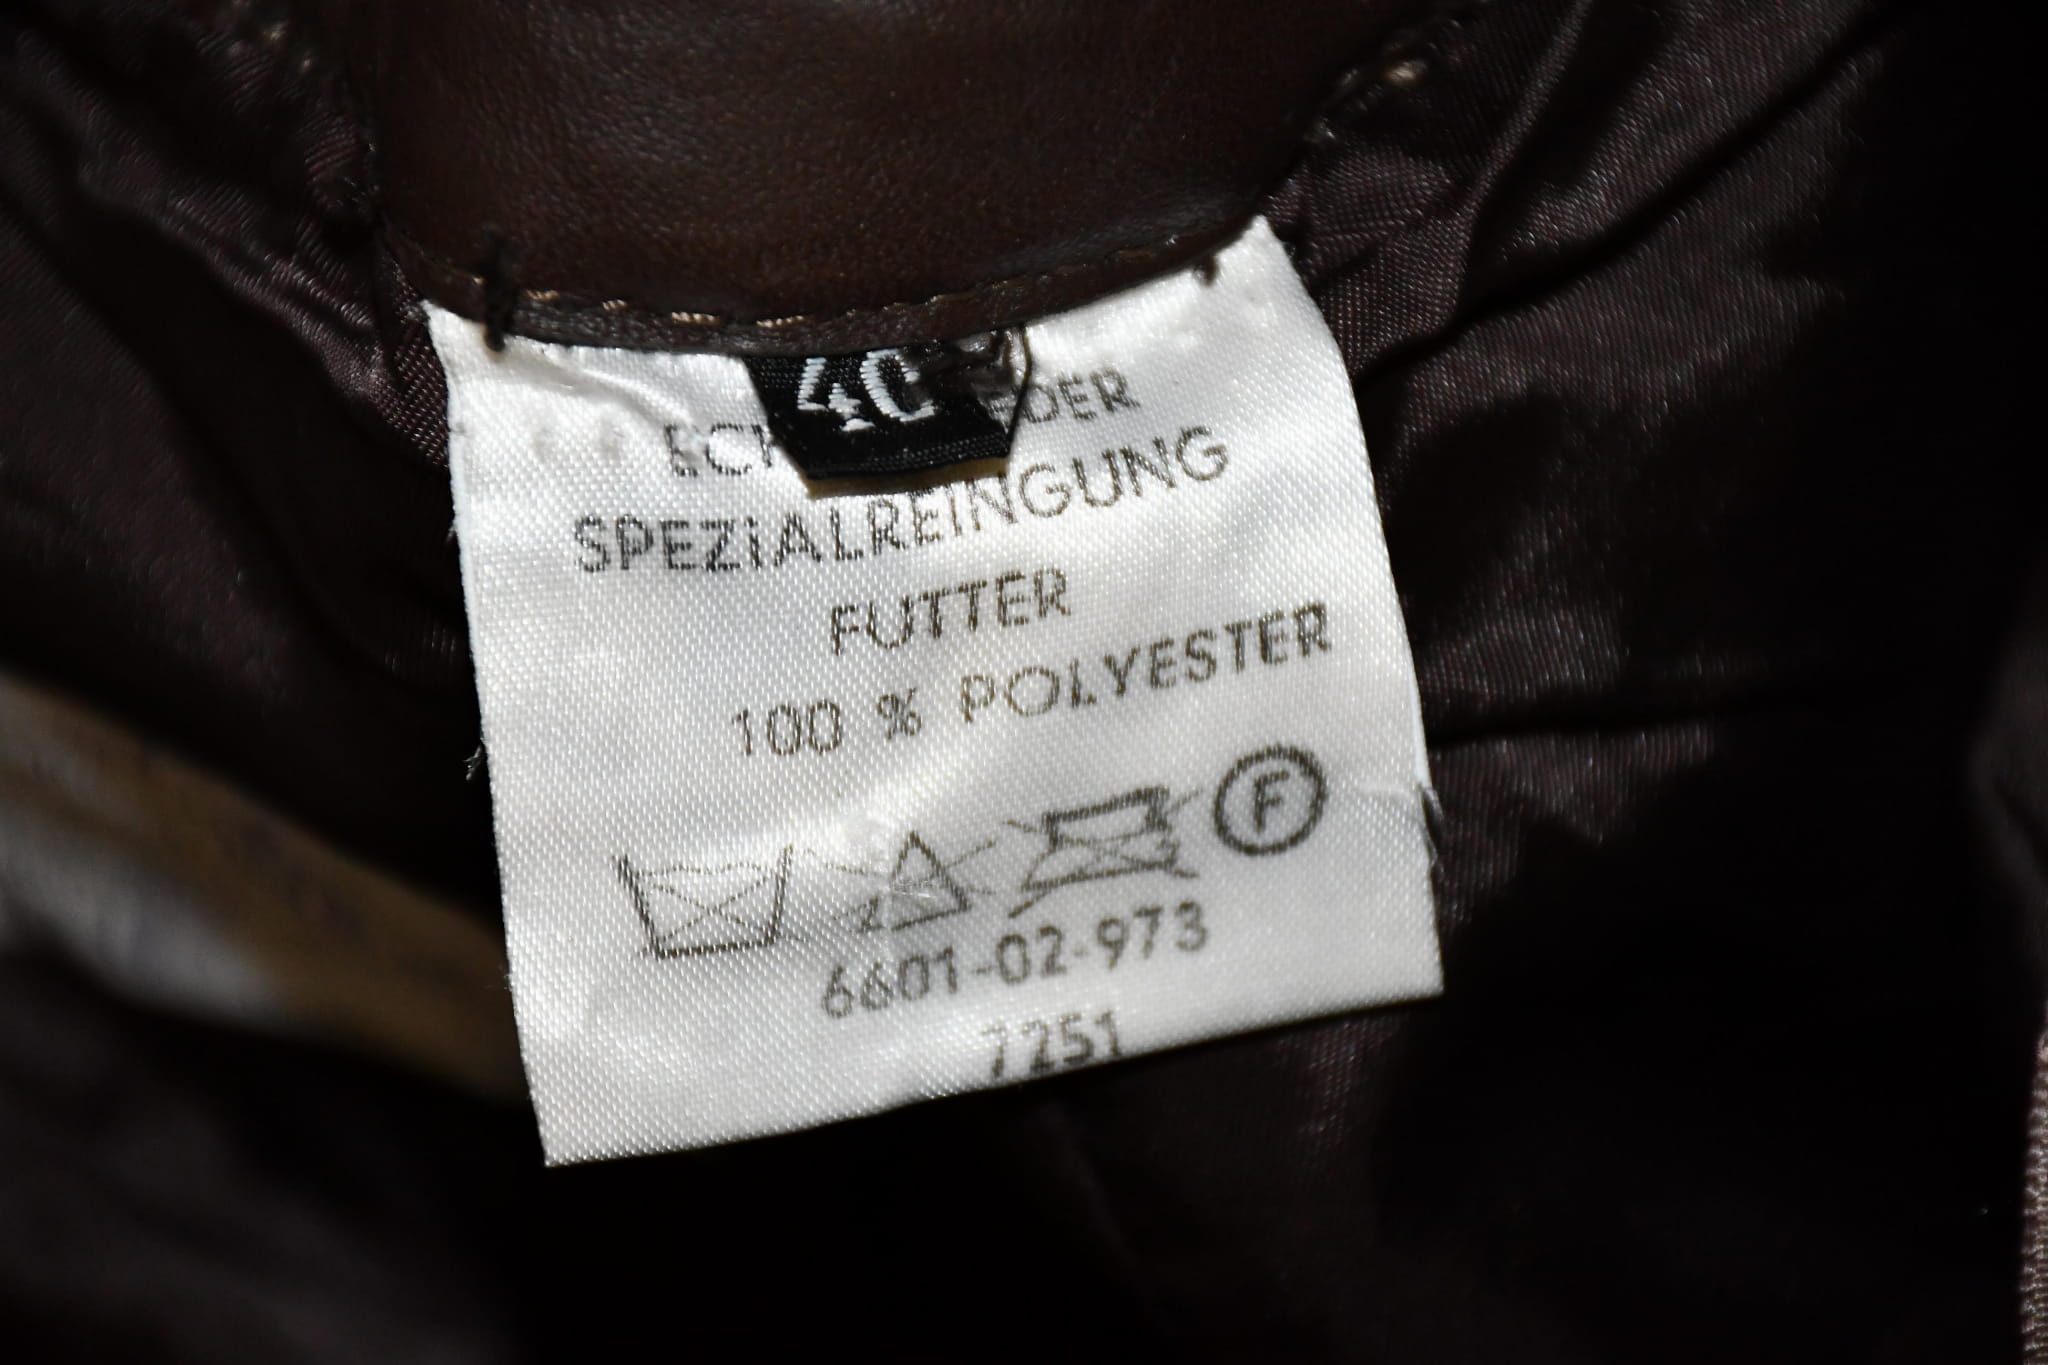 40
SPEZIALREINGUNG
FUTTER
100 % POLYESTER
F
6601-02-973
7251